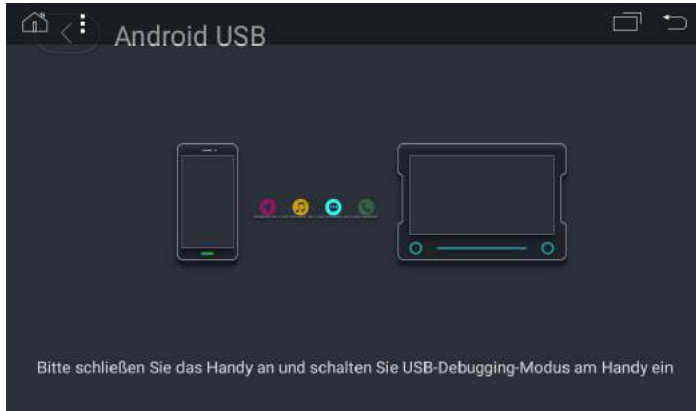 Android USB
Bitte schließen Sie das Handy an und schalten Sie USB-Debugging-Modus am Handy ein